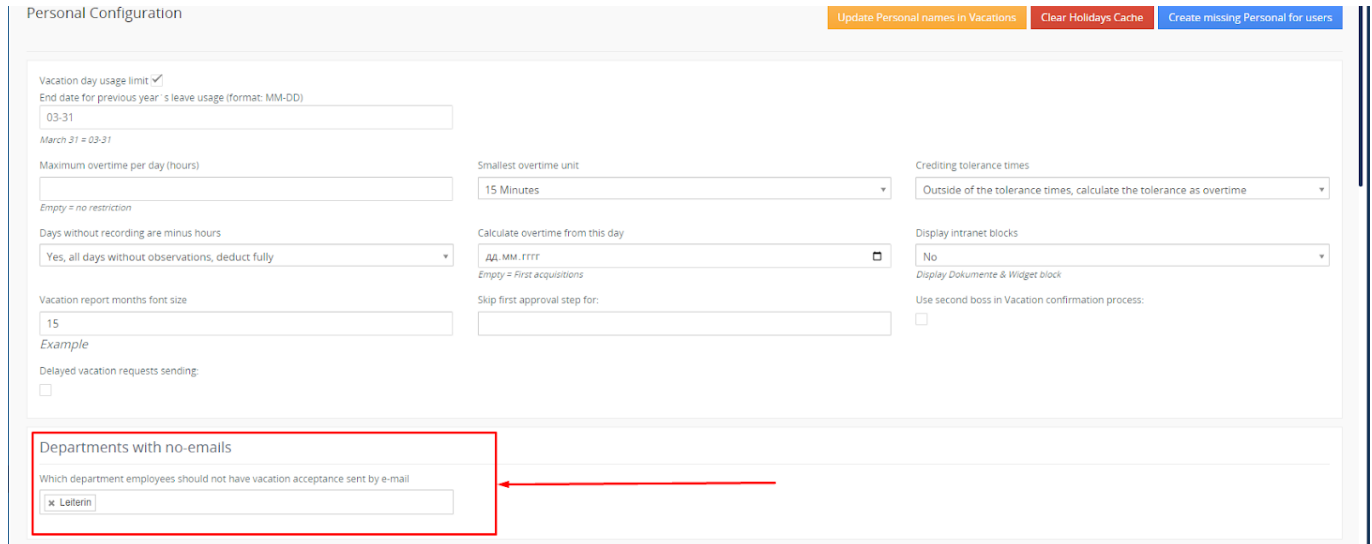 Personal Configuration
Update Personal names in Vacations
Clear Holidays Cache
Create missing Personal for users
Vacation day usage limit
End date for previous year`s leave usage (format: MM-DD)
03-31
March 31 = 03-31
Maximum overtime per day (hours)
Smallest overtime unit
Crediting tolerance times
15 Minutes
Outside of the tolerance times, calculate the tolerance as overtime
Empty = no restriction
Days without recording are minus hours
Calculate overtime from this day
Display intranet blocks
Yes, all days without observations, deduct fully
дд.мм.гггг
No
Empty = First acquisitions
Display Dokumente & Widget block
Vacation report months font size
Skip first approval step for:
Use second boss in Vacation confirmation process:
15
Example
Delayed vacation requests sending:
Departments with no-emails
Which department employees should not have vacation acceptance sent by e-mail
× Leiterin